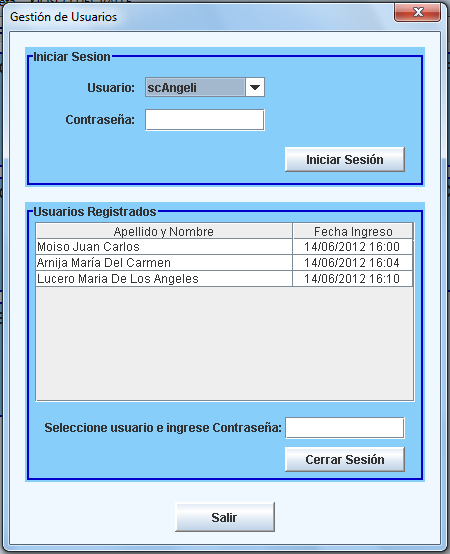 Gestión de Usuarios
Iniciar Sesion
Usuario: scAngeli
Contraseña:
Iniciar Sesión
Usuarios Registrados
Apellido y Nombre Fecha Ingreso
Moiso Juan Carlos 14/06/2012 16:00
Arnija María Del Carmen 14/06/2012 16:04
Lucero Maria De Los Angeles 14/06/2012 16:10
Seleccione usuario e ingrese Contraseña:
Cerrar Sesión
Salir